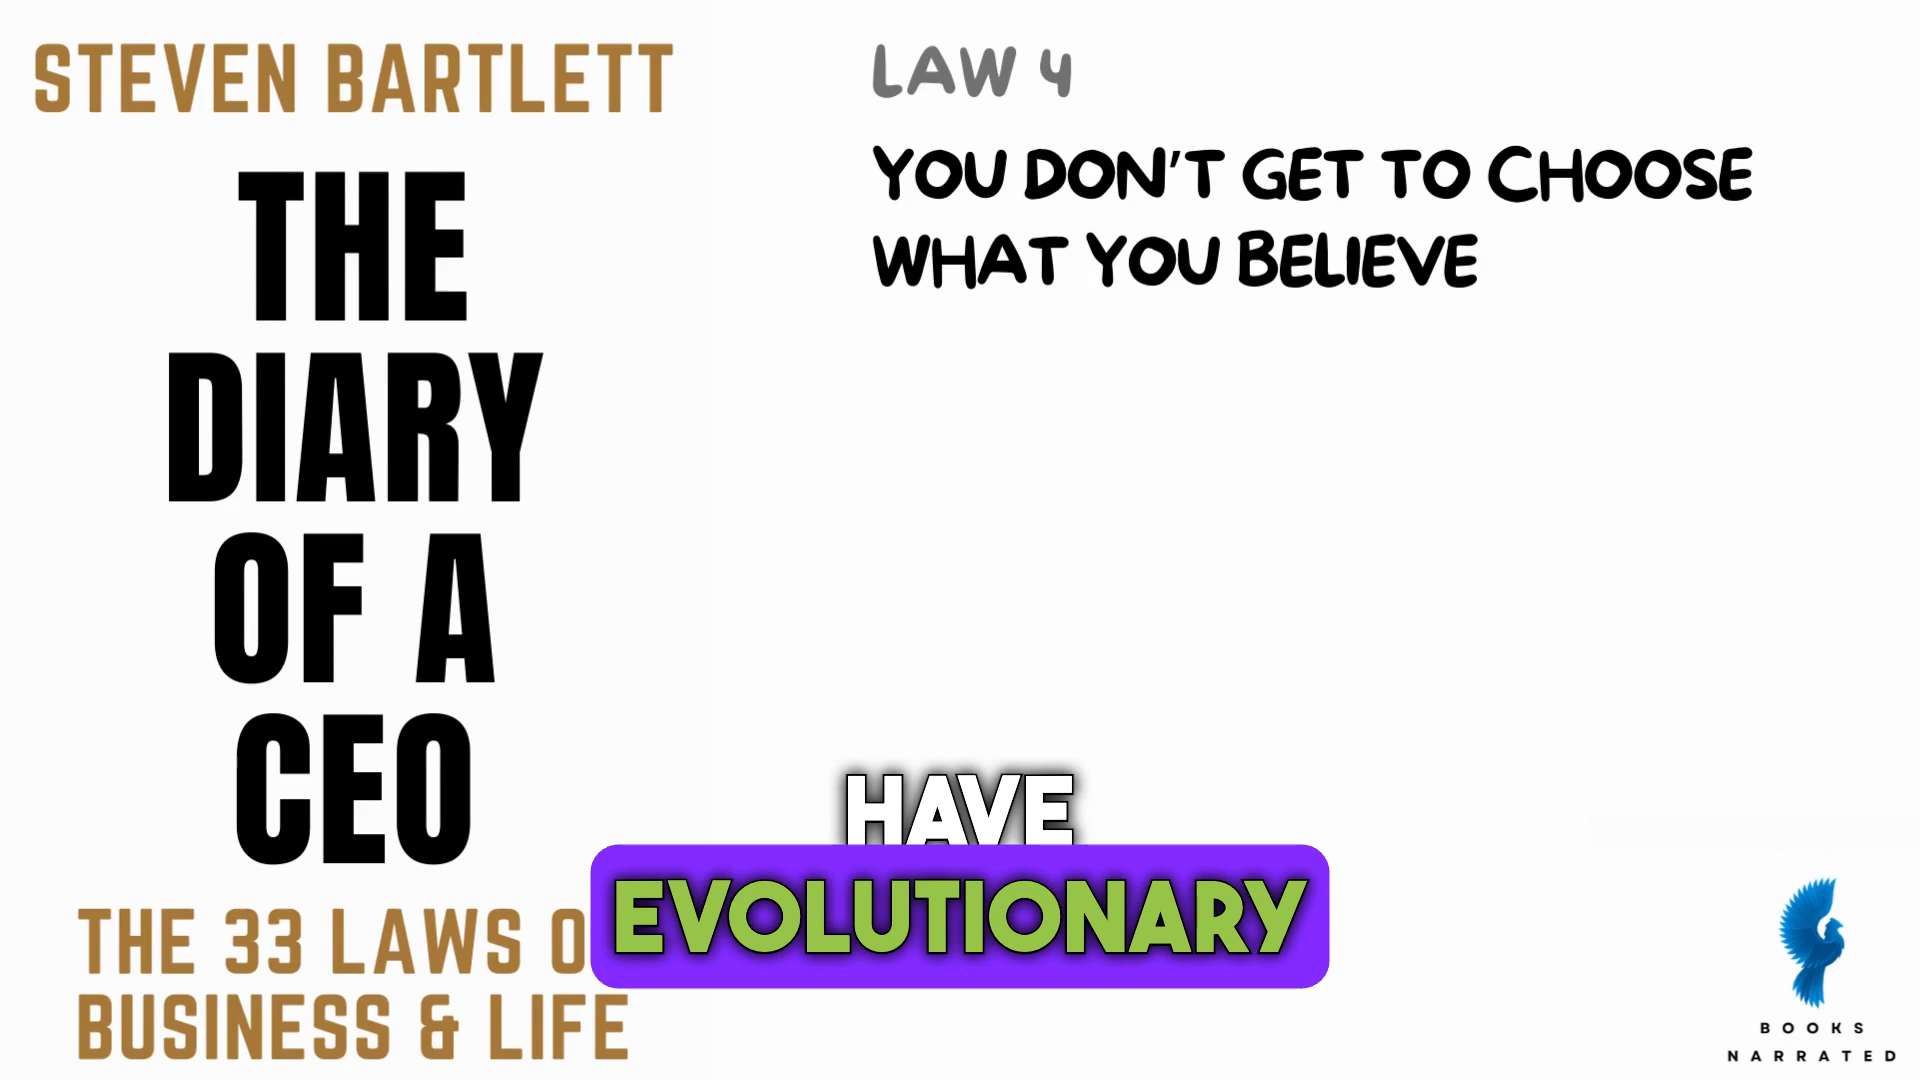 STEVEN BARTLETT
THE
DIARY
OF A
CEO
THE 33 LAWS O
BUSINESS & LIFE
LAW 4
YOU DON'T GET TO CHOOSE
WHAT YOU BELIEVE
HAVE
EVOLUTIONARY
BOOKS
NARRATED